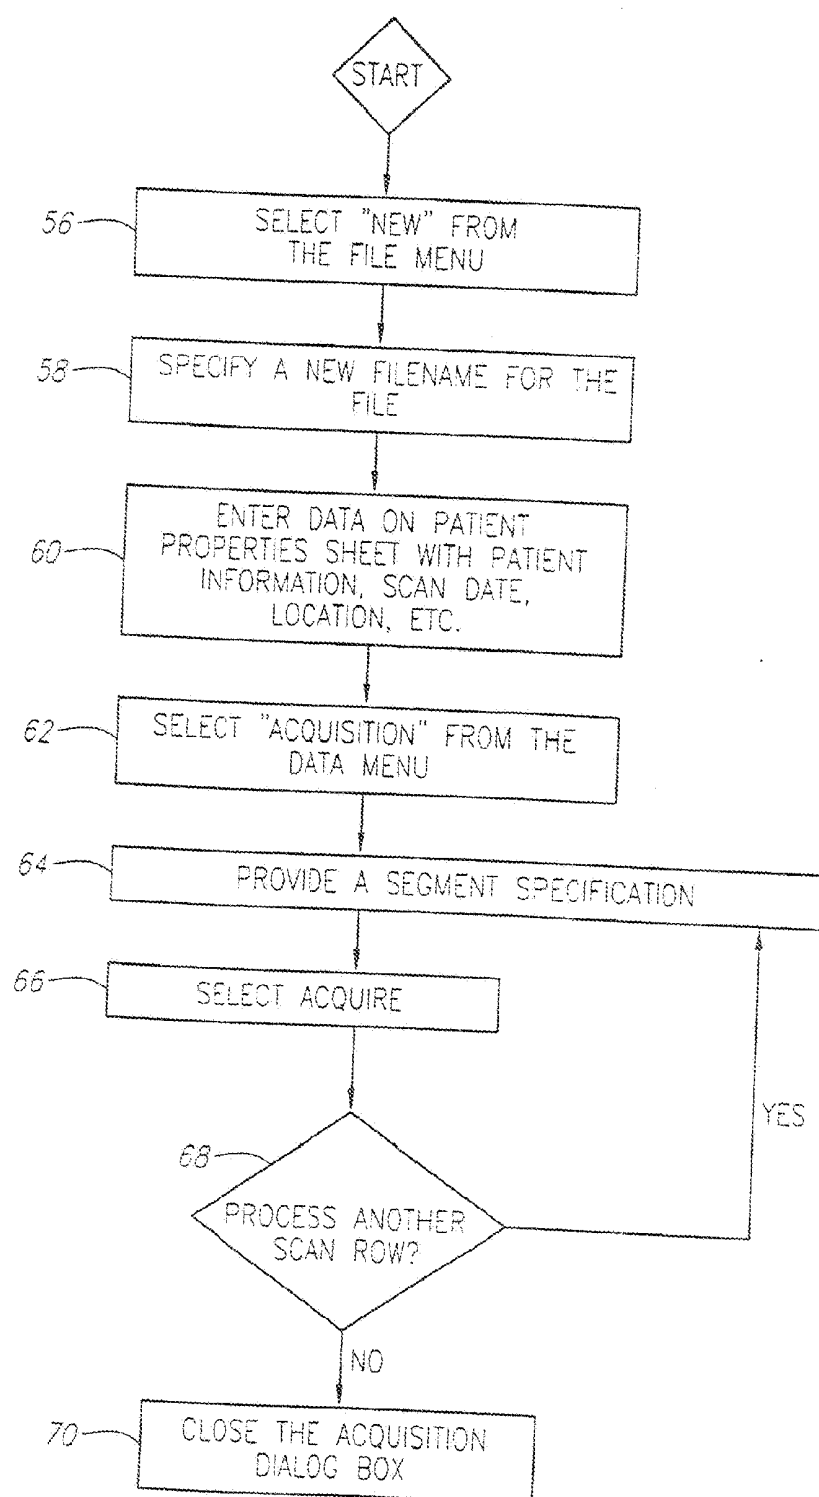 START
56
SELECT "NEW" FROM
THE FILE MENU
58
SPECIFY A NEW FILENAME FOR THE
FILE
60
ENTER DATA ON PATIENT
PROPERTIES SHEET WITH PATIENT
INFORMATION, SCAN DATE,
LOCATION, ETC.
62
SELECT "ACQUISITION" FROM THE
DATA MENU
64
PROVIDE A SEGMENT SPECIFICATION
66
SELECT ACQUIRE
YES
68
PROCESS ANOTHER
SCAN ROW?
NO
70
CLOSE THE ACQUISITION
DIALOG BOX